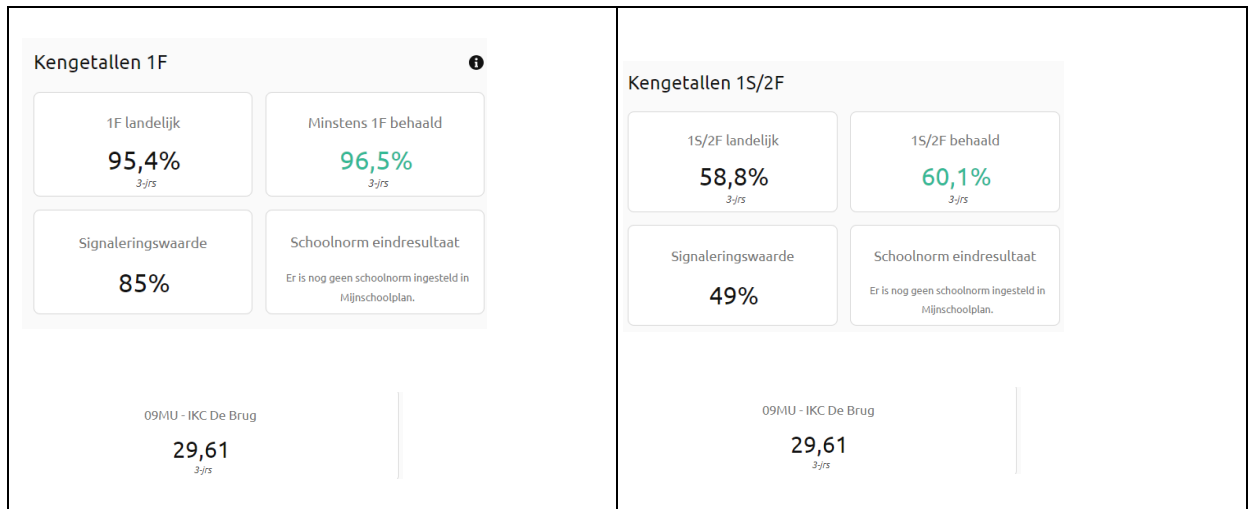 Kengetallen 1F
1F landelijk
95,4%
3-jrs
Minstens 1F behaald
96,5%
3-jrs
Signaleringswaarde
85%
Schoolnorm eindresultaat
Er is nog geen schoolnorm ingesteld in
Mijnschoolplan.
09MU - IKC De Brug
29,61
3-jrs
Kengetallen 1S/2F
1S/2F landelijk
58,8%
3-jrs
1S/2F behaald
60,1%
3-jrs
Signaleringswaarde
49%
Schoolnorm eindresultaat
Er is nog geen schoolnorm ingesteld in
Mijnschoolplan.
09MU - IKC De Brug
29,61
3-jrs